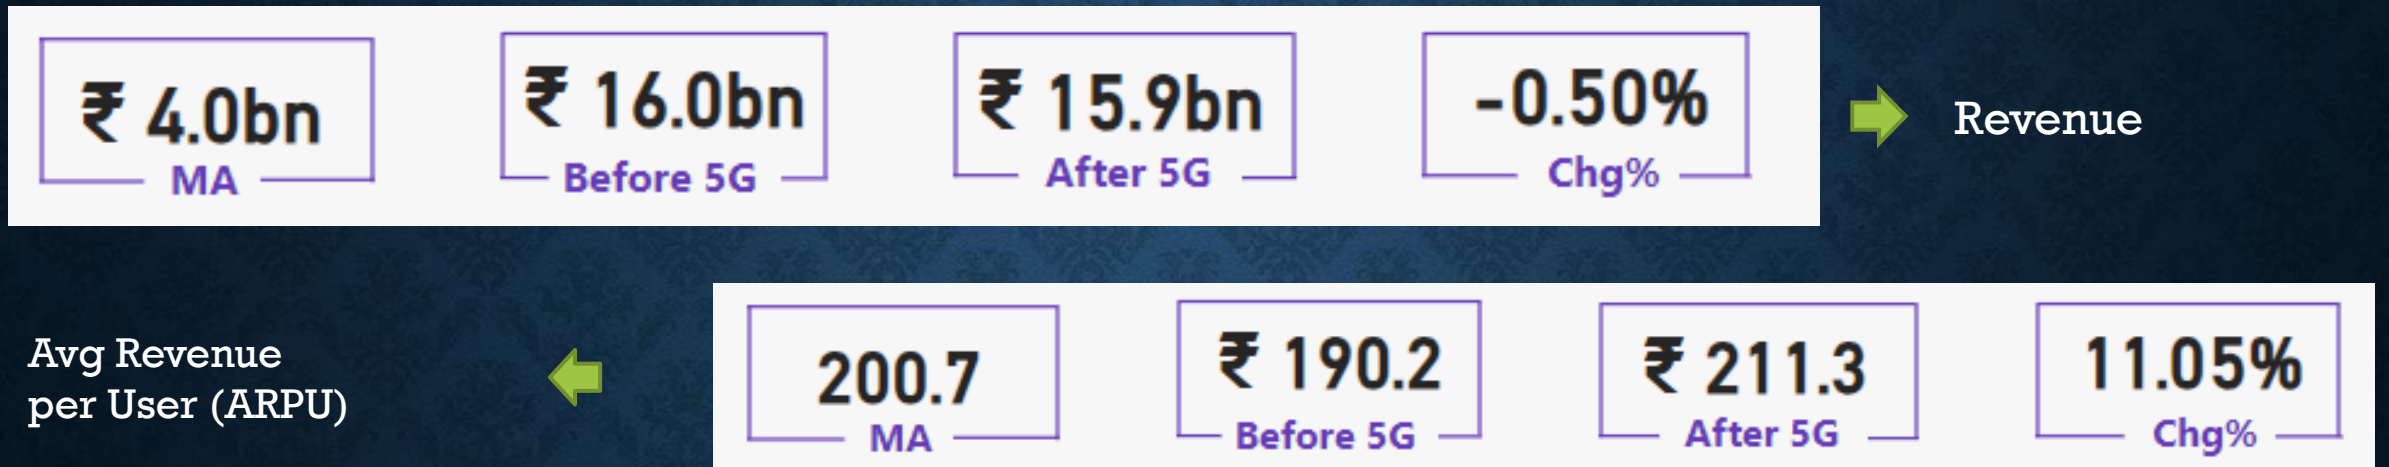 ₹ 4.0bn
MA
₹ 16.0bn
Before 5G
₹ 15.9bn
After 5G
-0.50%
Chg%
Revenue
Avg Revenue
per User (ARPU)
200.7
MA
₹ 190.2
Before 5G
₹ 211.3
After 5G
11.05%
Chg%